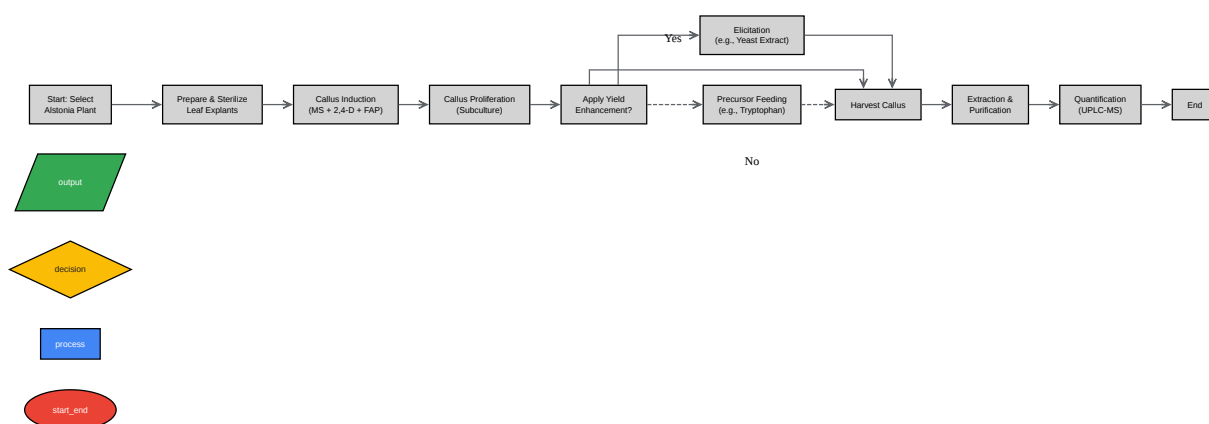 Yes
Elicitation
(e.g., Yeast Extract)
Start: Select
Alstonia Plant
Prepare & Sterilize
Leaf Explants
Callus Induction
(MS + 2,4-D + FAP)
Callus Proliferation
(Subculture)
Apply Yield
Enhancement?
Precursor Feeding
(e.g., Tryptophan)
Harvest Callus
Extraction &
Purification
Quantification
(UPLC-MS)
End
No
output
decision
process
start_end